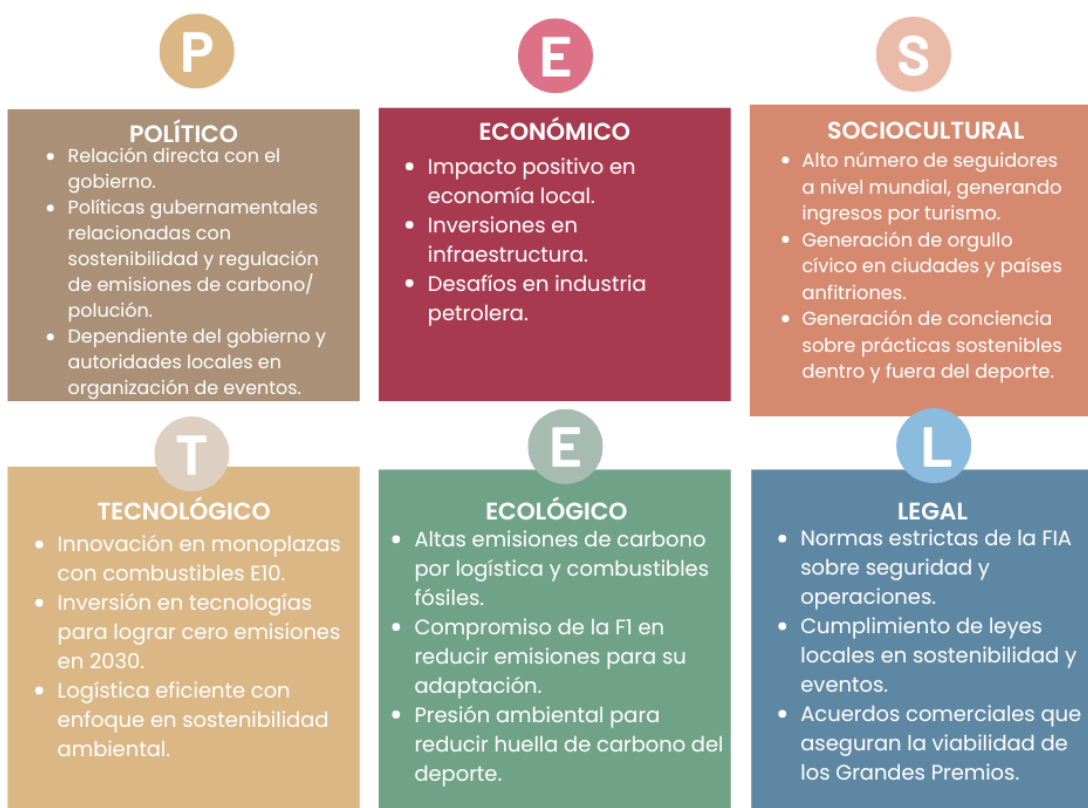 P
POLÍTICO
• Relación directa con el
gobierno.
• Políticas gubernamentales
relacionadas con
sostenibilidad y regulación
de emisiones de carbono/
polución.
• Dependiente del gobierno y
autoridades locales en
organización de eventos.
E
ECONÓMICO
• Impacto positivo en
economía local.
• Inversiones en
infraestructura.
• Desafíos en industria
petrolera.
S
SOCIOCULTURAL
• Alto número de seguidores
a nivel mundial, generando
ingresos por turismo.
• Generación de orgullo
cívico en ciudades y países
anfitriones.
• Generación de conciencia
sobre prácticas sostenibles
dentro y fuera del deporte.
T
TECNOLÓGICO
• Innovación en monoplazas
con combustibles E10.
• Inversión en tecnologías
para lograr cero emisiones
en 2030.
• Logística eficiente con
enfoque en sostenibilidad
ambiental.
E
ECOLÓGICO
• Altas emisiones de carbono
por logística y combustibles
fósiles.
• Compromiso de la F1 en
reducir emisiones para su
adaptación.
• Presión ambiental para
reducir huella de carbono del
deporte.
L
LEGAL
• Normas estrictas de la FIA
sobre seguridad y
operaciones.
• Cumplimiento de leyes
locales en sostenibilidad y
eventos.
• Acuerdos comerciales que
aseguran la viabilidad de
los Grandes Premios.